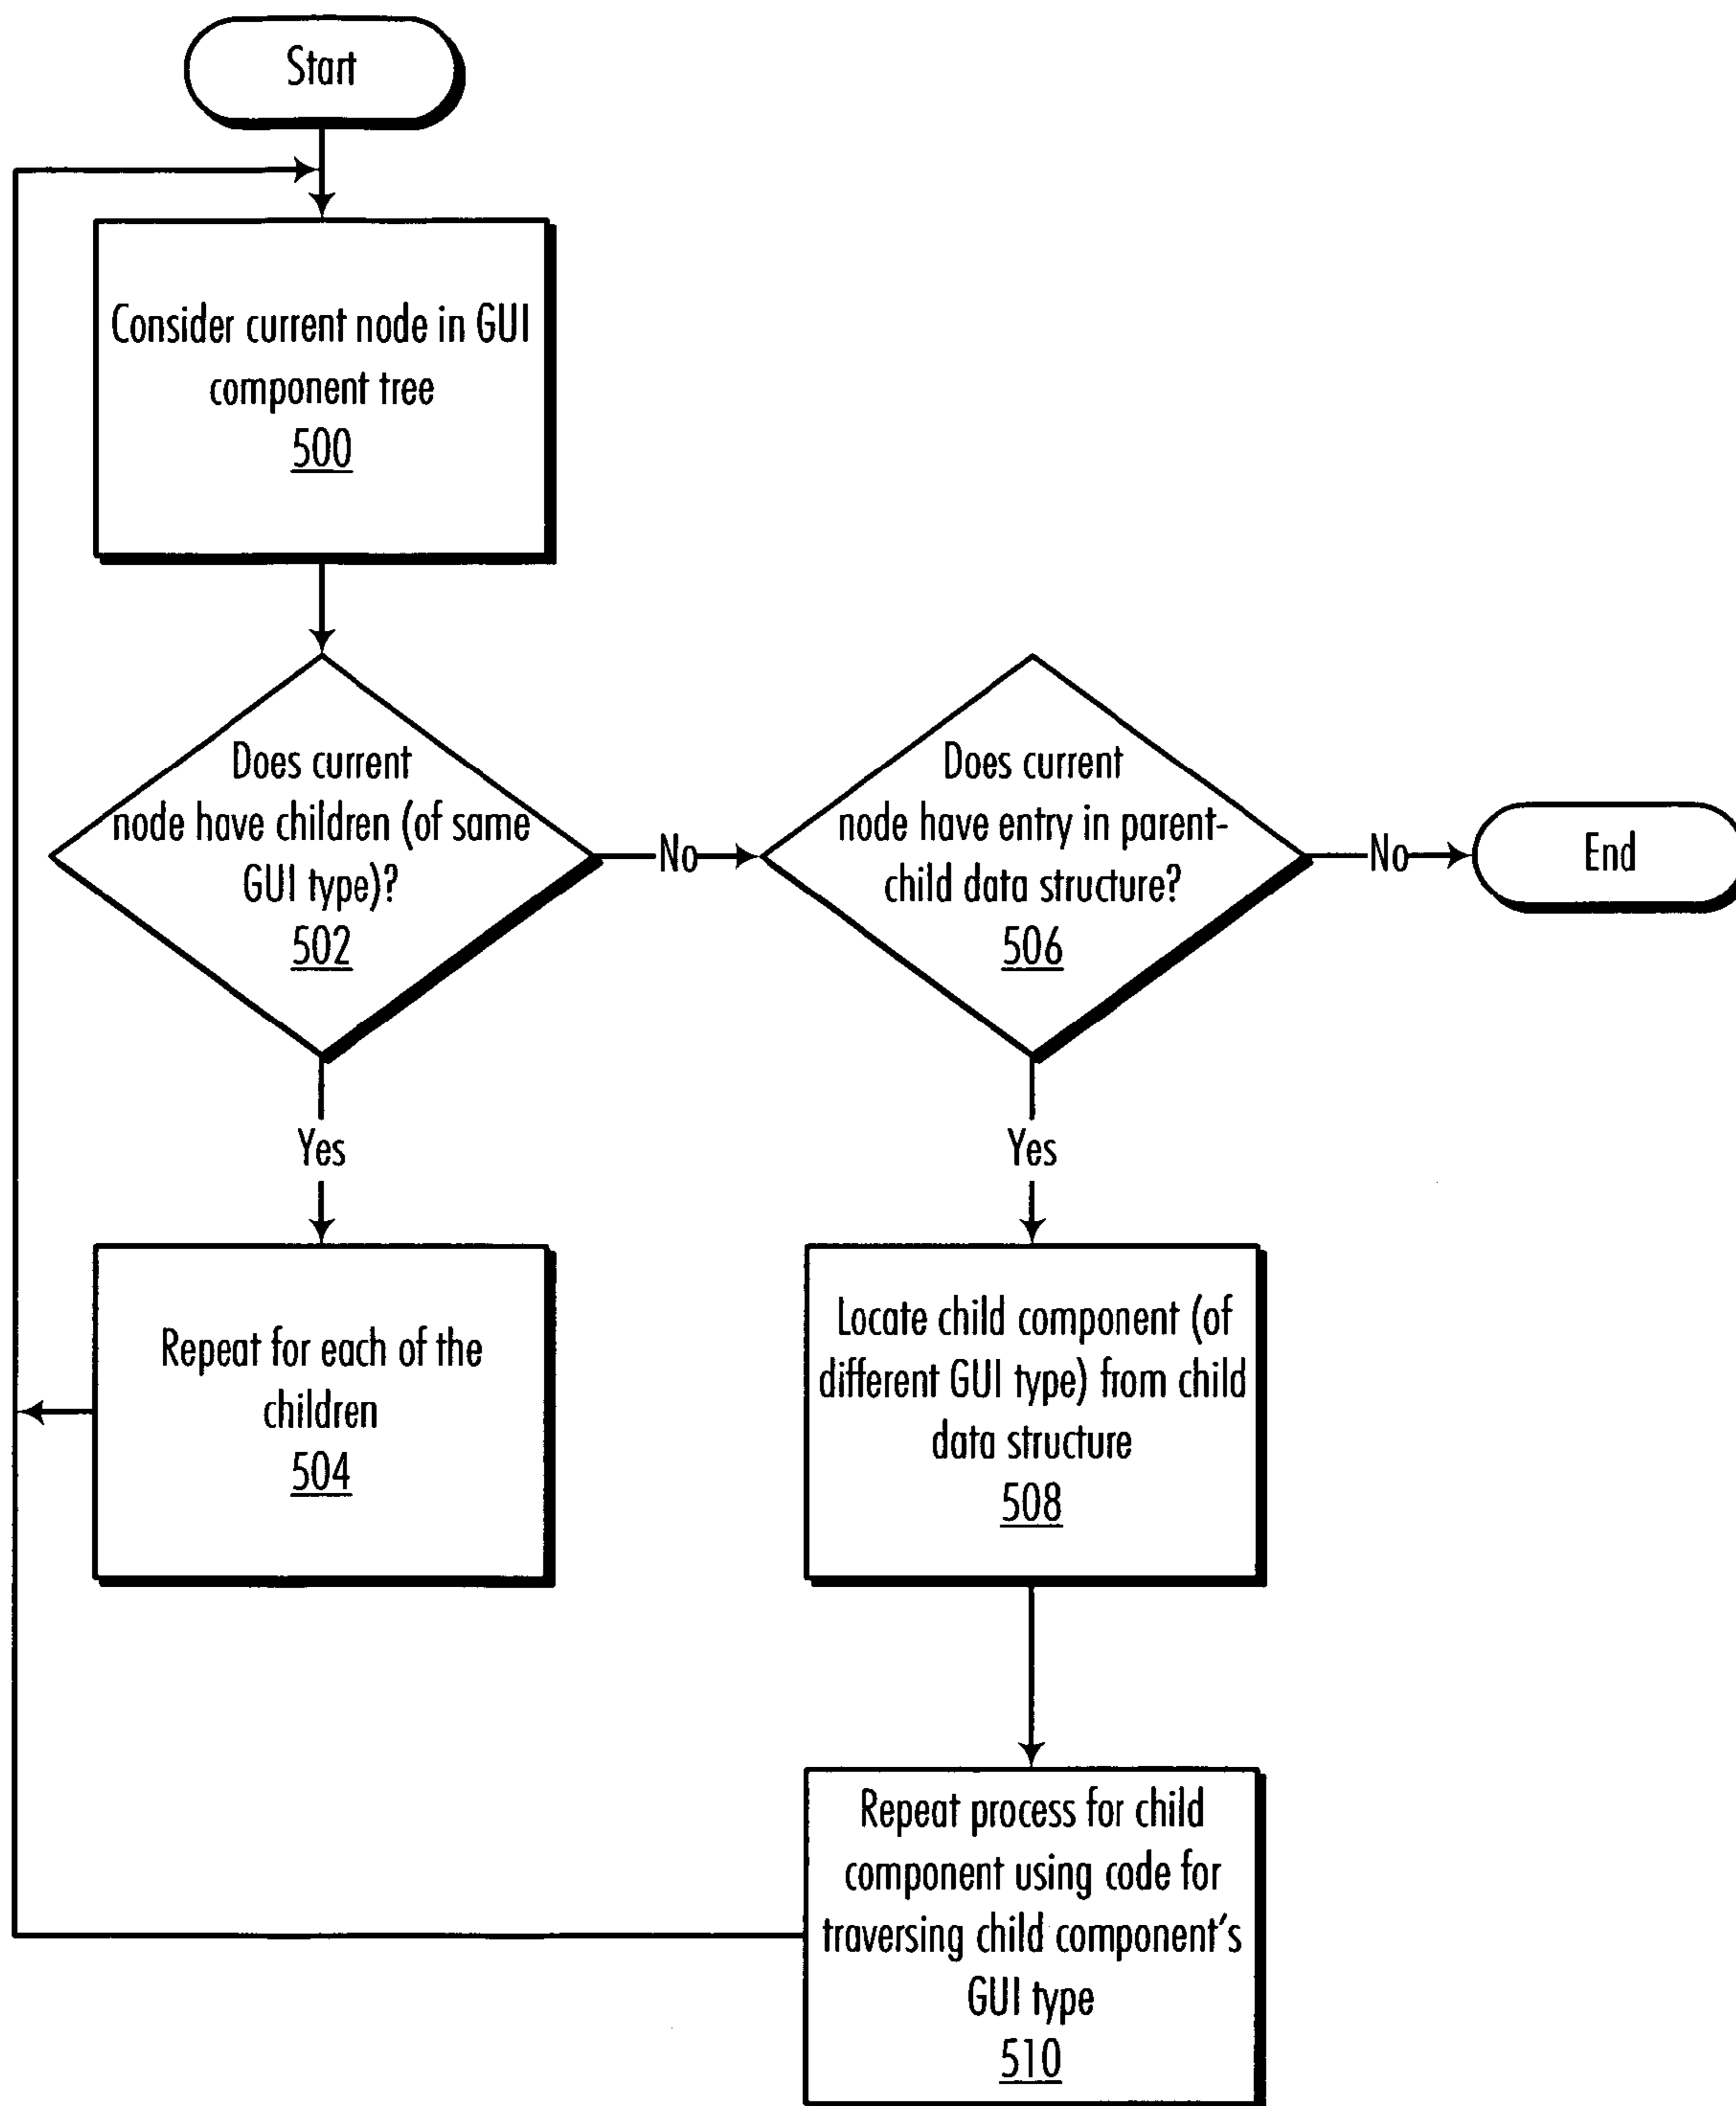 Start
Consider current node in GUI
component tree
500
Does current
node have children (of same
GUI type)?
502
No
Does current
node have entry in parent-
child data structure?
506
No
End
Yes
Yes
Repeat for each of the
children
504
Locate child component (of
different GUI type) from child
data structure
508
Repeat process for child
component using code for
traversing child component's
GUI type
510